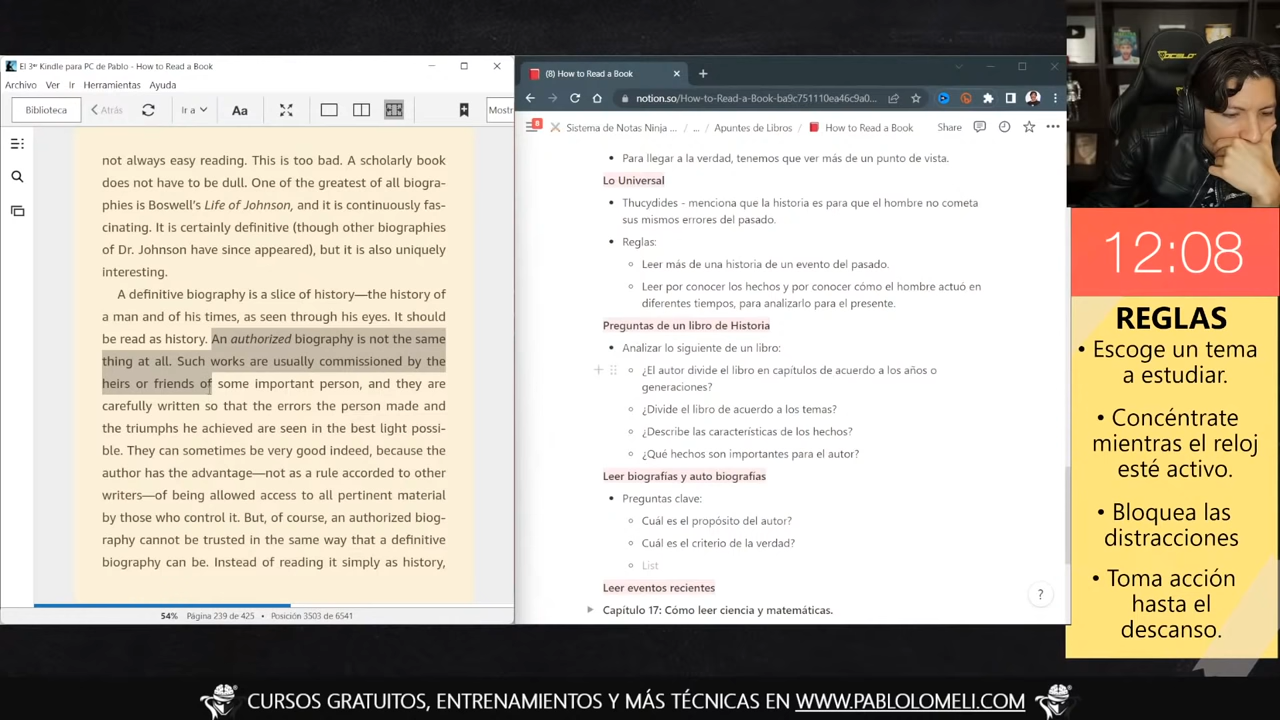 El 3er Kindle para PC de Pablo - How to Read a Book
Archivo Ver Ir Herramientas Ayuda
Biblioteca
Atrás
Ir a
Aa
Mostr
not always easy reading. This is too bad. A scholarly book
does not have to be dull. One of the greatest of all biogra-
phies is Boswell's Life of Johnson, and it is continuously fas-
cinating. It is certainly definitive (though other biographies
of Dr. Johnson have since appeared), but it is also uniquely
interesting.
A definitive biography is a slice of history—the history of
a man and of his times, as seen through his eyes. It should
be read as history. An authorized biography is not the same
thing at all. Such works are usually commissioned by the
heirs or friends of some important person, and they are
carefully written so that the errors the person made and
the triumphs he achieved are seen in the best light possi-
ble. They can sometimes be very good indeed, because the
author has the advantage—not as a rule accorded to other
writers—of being allowed access to all pertinent material
by those who control it. But, of course, an authorized biog-
raphy cannot be trusted in the same way that a definitive
biography can be. Instead of reading it simply as history,
54% Página 239 de 425 Posición 3503 de 6541
(8) How to Read a Book
notion.so/How-to-Read-a-Book-ba9c751110ea46c9a0...
8
Sistema de Notas Ninja ... / ... / Apuntes de Libros / How to Read a Book
Share
Para llegar a la verdad, tenemos que ver más de un punto de vista.
Lo Universal
Thucydides - menciona que la historia es para que el hombre no cometa
sus mismos errores del pasado.
Reglas:
Leer más de una historia de un evento del pasado.
Leer por conocer los hechos y por conocer cómo el hombre actuó en
diferentes tiempos, para analizarlo para el presente.
Preguntas de un libro de Historia
Analizar lo siguiente de un libro:
¿El autor divide el libro en capítulos de acuerdo a los años o
generaciones?
¿Divide el libro de acuerdo a los temas?
¿Describe las características de los hechos?
¿Qué hechos son importantes para el autor?
Leer biografías y auto biografías
Preguntas clave:
Cuál es el propósito del autor?
Cuál es el criterio de la verdad?
List
Leer eventos recientes
Capítulo 17: Cómo leer ciencia y matemáticas.
?
12:08
REGLAS
• Escoge un tema
a estudiar.
• Concéntrate
mientras el reloj
esté activo.
• Bloquea las
distracciones
• Toma acción
hasta el
descanso.
CURSOS GRATUITOS, ENTRENAMIENTOS Y MÁS TÉCNICAS EN WWW.PABLOLOMELI.COM